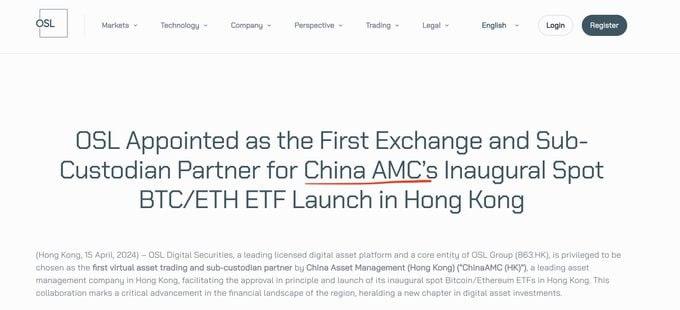 OSL Markets Technology Company Perspective Trading Legal English Login Register
OSL Appointed as the First Exchange and Sub-
Custodian Partner for China AMC's Inaugural Spot
BTC/ETH ETF Launch in Hong Kong
(Hong Kong, 15 April, 2024) – OSL Digital Securities, a leading licensed digital asset platform and a core entity of OSL Group (863.HK), is privileged to be
chosen as the first virtual asset trading and sub-custodian partner by China Asset Management (Hong Kong) ("ChinaAMC (HK)"), a leading asset
management company in Hong Kong, facilitating the approval in principle and launch of its inaugural spot Bitcoin/Ethereum ETFs in Hong Kong. This
collaboration marks a critical advancement in the financial landscape of the region, heralding a new chapter in digital asset investments.